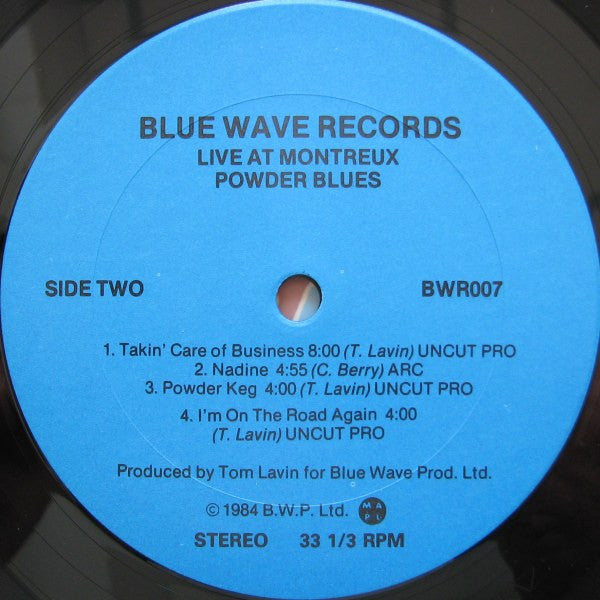 BLUE WAVE RECORDS
LIVE AT MONTREUX
POWDER BLUES
SIDE TWO BWR007
1. Takin' Care of Business 8:00 (T. Lavin) UNCUT PRO
2. Nadine 4:55 (C. Berry) ARC
3. Powder Keg 4:00 (T. Lavin) UNCUT PRO
4. I'm On The Road Again 4:00
(T. Lavin) UNCUT PRO
Produced by Tom Lavin for Blue Wave Prod. Ltd.
© 1984 B.W.P. Ltd. M A P L
STEREO 33 1/3 RPM